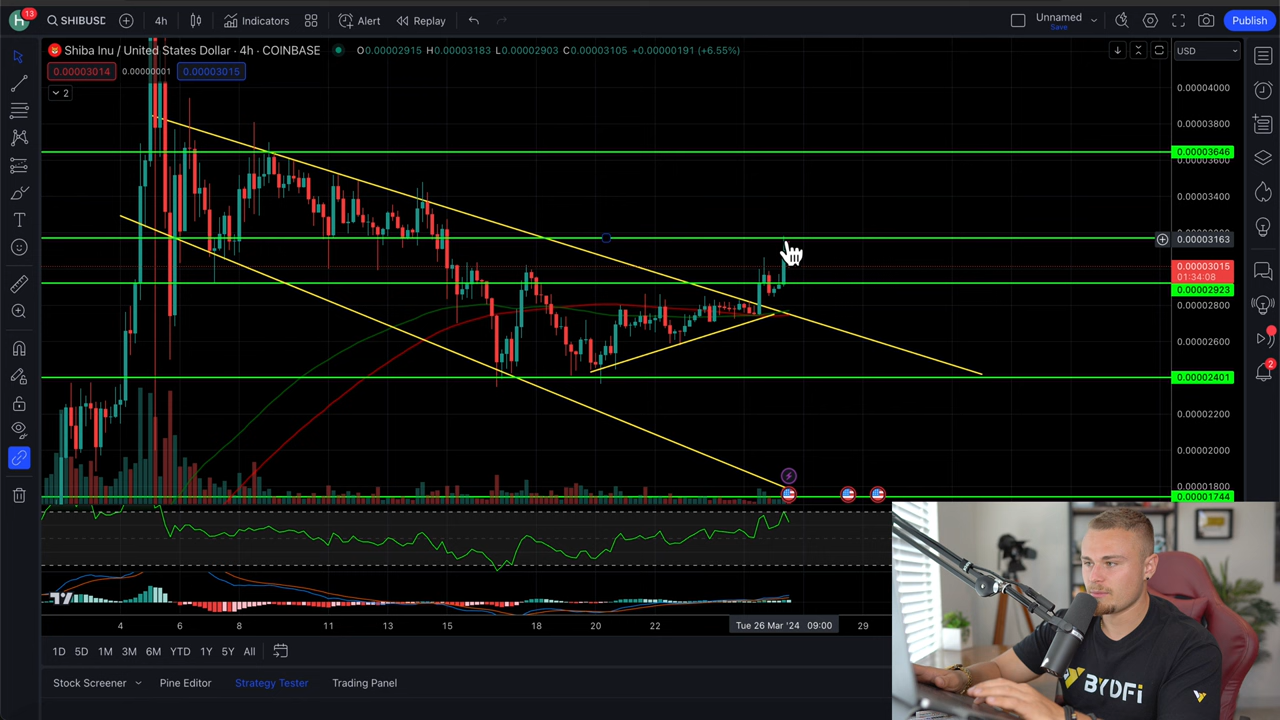 H 13 SHIBUSD 4h Indicators Alert Replay Unnamed Save Publish
Shiba Inu / United States Dollar · 4h · COINBASE O0.00002915 H0.00003183 L0.00002903 C0.00003105 +0.00000191 (+6.55%) USD
0.00003014 0.00000001 0.00003015
2
0.00004000
0.00003800
0.00003646
0.00003600
0.00003400
0.00003163
0.00003015
01:34:08
0.00002923
0.00002800
0.00002600
0.00002401
2
0.00002200
0.00002000
0.00001800
0.00001744
4 6 8 11 13 15 18 20 22 Tue 26 Mar '24 09:00 29
1D 5D 1M 3M 6M YTD 1Y 5Y All
Stock Screener Pine Editor Strategy Tester Trading Panel
BYDFi